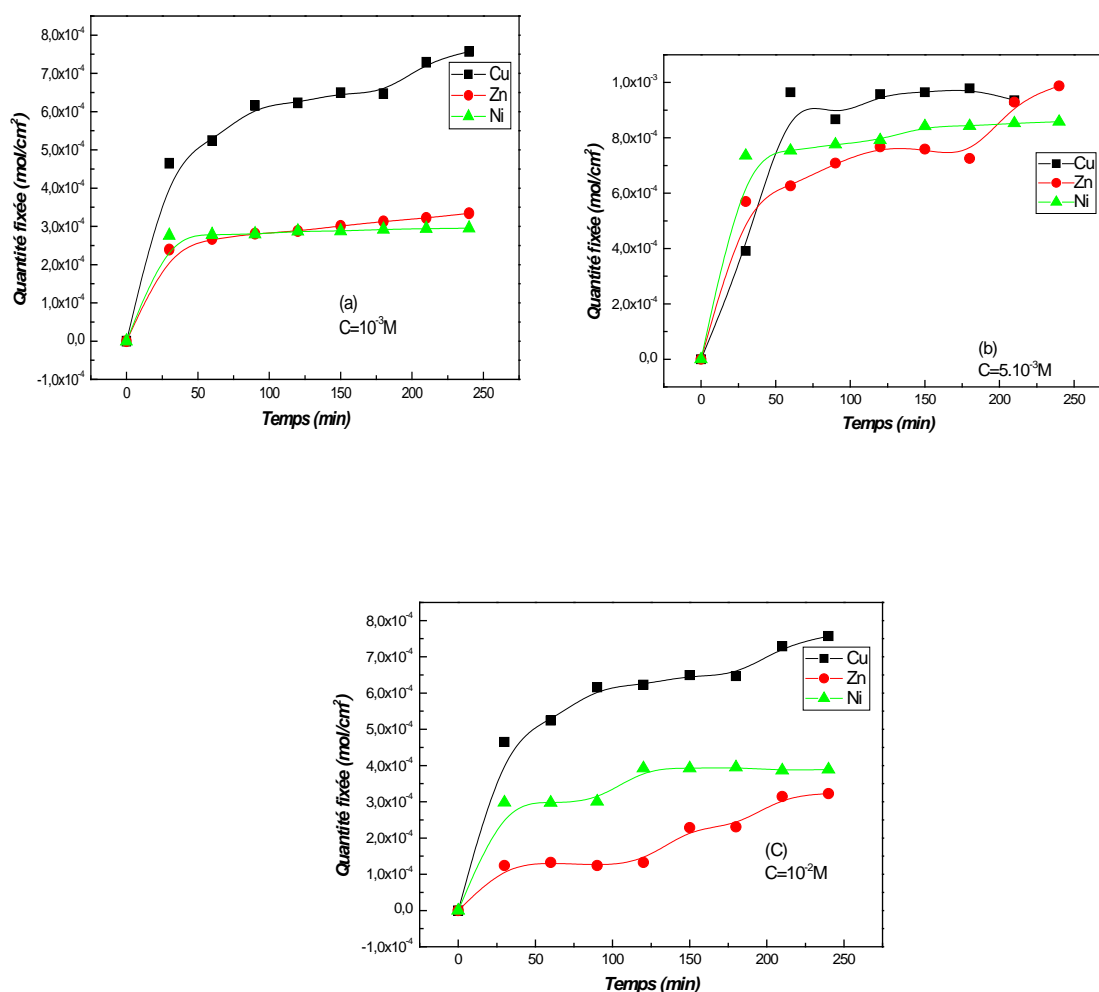 8,0x10⁻⁴
7,0x10⁻⁴
6,0x10⁻⁴
5,0x10⁻⁴
4,0x10⁻⁴
3,0x10⁻⁴
2,0x10⁻⁴
1,0x10⁻⁴
0,0
-1,0x10⁻⁴
Quantité fixée (mol/cm²)
Cu
Zn
Ni
(a)
C=10⁻³M
0 50 100 150 200 250
Temps (min)
1,0x10⁻³
8,0x10⁻⁴
6,0x10⁻⁴
4,0x10⁻⁴
2,0x10⁻⁴
0,0
Quantité fixée (mol/cm²)
Cu
Zn
Ni
(b)
C=5.10⁻³M
0 50 100 150 200 250
Temps (min)
8,0x10⁻⁴
7,0x10⁻⁴
6,0x10⁻⁴
5,0x10⁻⁴
4,0x10⁻⁴
3,0x10⁻⁴
2,0x10⁻⁴
1,0x10⁻⁴
0,0
-1,0x10⁻⁴
Quantité fixée (mol/cm²)
Cu
Zn
Ni
(C)
C=10⁻²M
0 50 100 150 200 250
Temps (min)